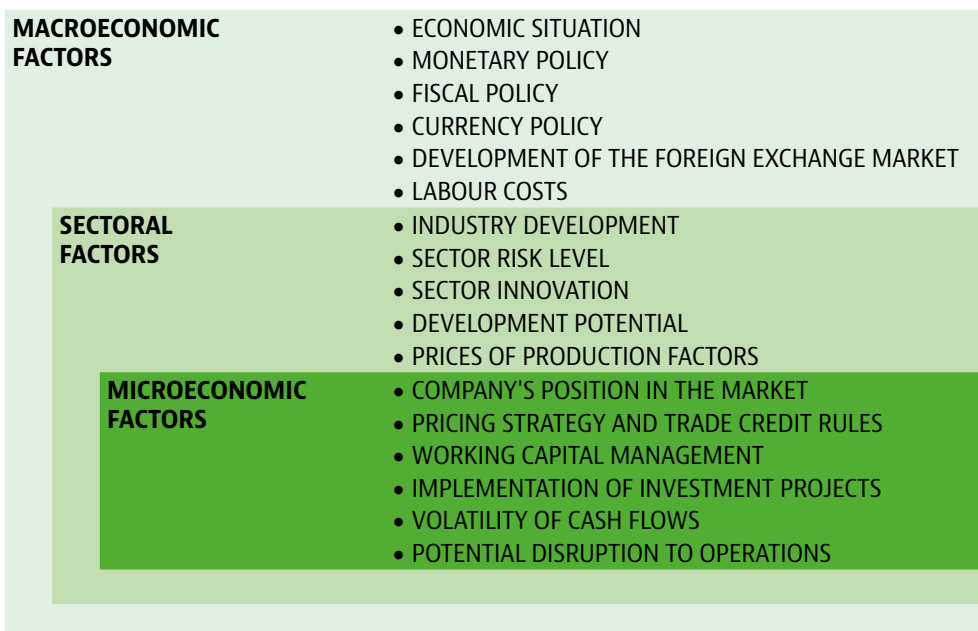 MACROECONOMIC
FACTORS
• ECONOMIC SITUATION
• MONETARY POLICY
• FISCAL POLICY
• CURRENCY POLICY
• DEVELOPMENT OF THE FOREIGN EXCHANGE MARKET
• LABOUR COSTS
SECTORAL
FACTORS
• INDUSTRY DEVELOPMENT
• SECTOR RISK LEVEL
• SECTOR INNOVATION
• DEVELOPMENT POTENTIAL
• PRICES OF PRODUCTION FACTORS
MICROECONOMIC
FACTORS
• COMPANY'S POSITION IN THE MARKET
• PRICING STRATEGY AND TRADE CREDIT RULES
• WORKING CAPITAL MANAGEMENT
• IMPLEMENTATION OF INVESTMENT PROJECTS
• VOLATILITY OF CASH FLOWS
• POTENTIAL DISRUPTION TO OPERATIONS